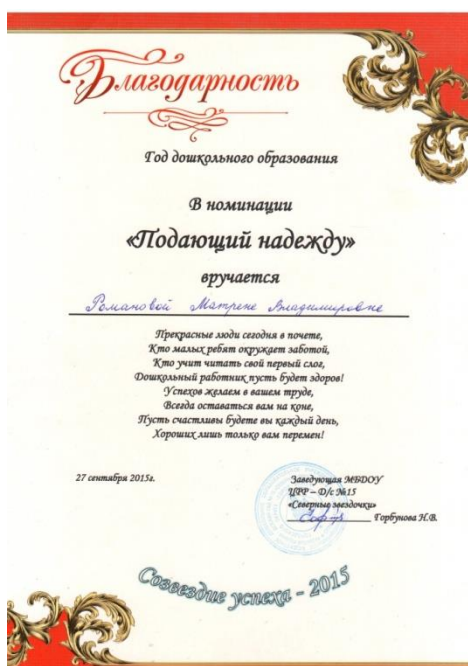 Благодарность
Год дошкольного образования
В номинации
«Подающий надежду»
вручается
Романовой Матрене Владимировне
Прекрасные люди сегодня в почете,
Кто малых ребят окружает заботой,
Кто учит читать свой первый слог,
Дошкольный работник пусть будет здоров!
Успехов желаем в вашем труде,
Всегда оставаться вам на коне,
Пусть счастливы будете вы каждый день,
Хороших лишь только вам перемен!
27 сентября 2015г.
Заведующая МБДОУ
ЦРР – Д/с №15
«Северные звездочки»
Горбунова Н.В.
Созвездие успеха - 2015